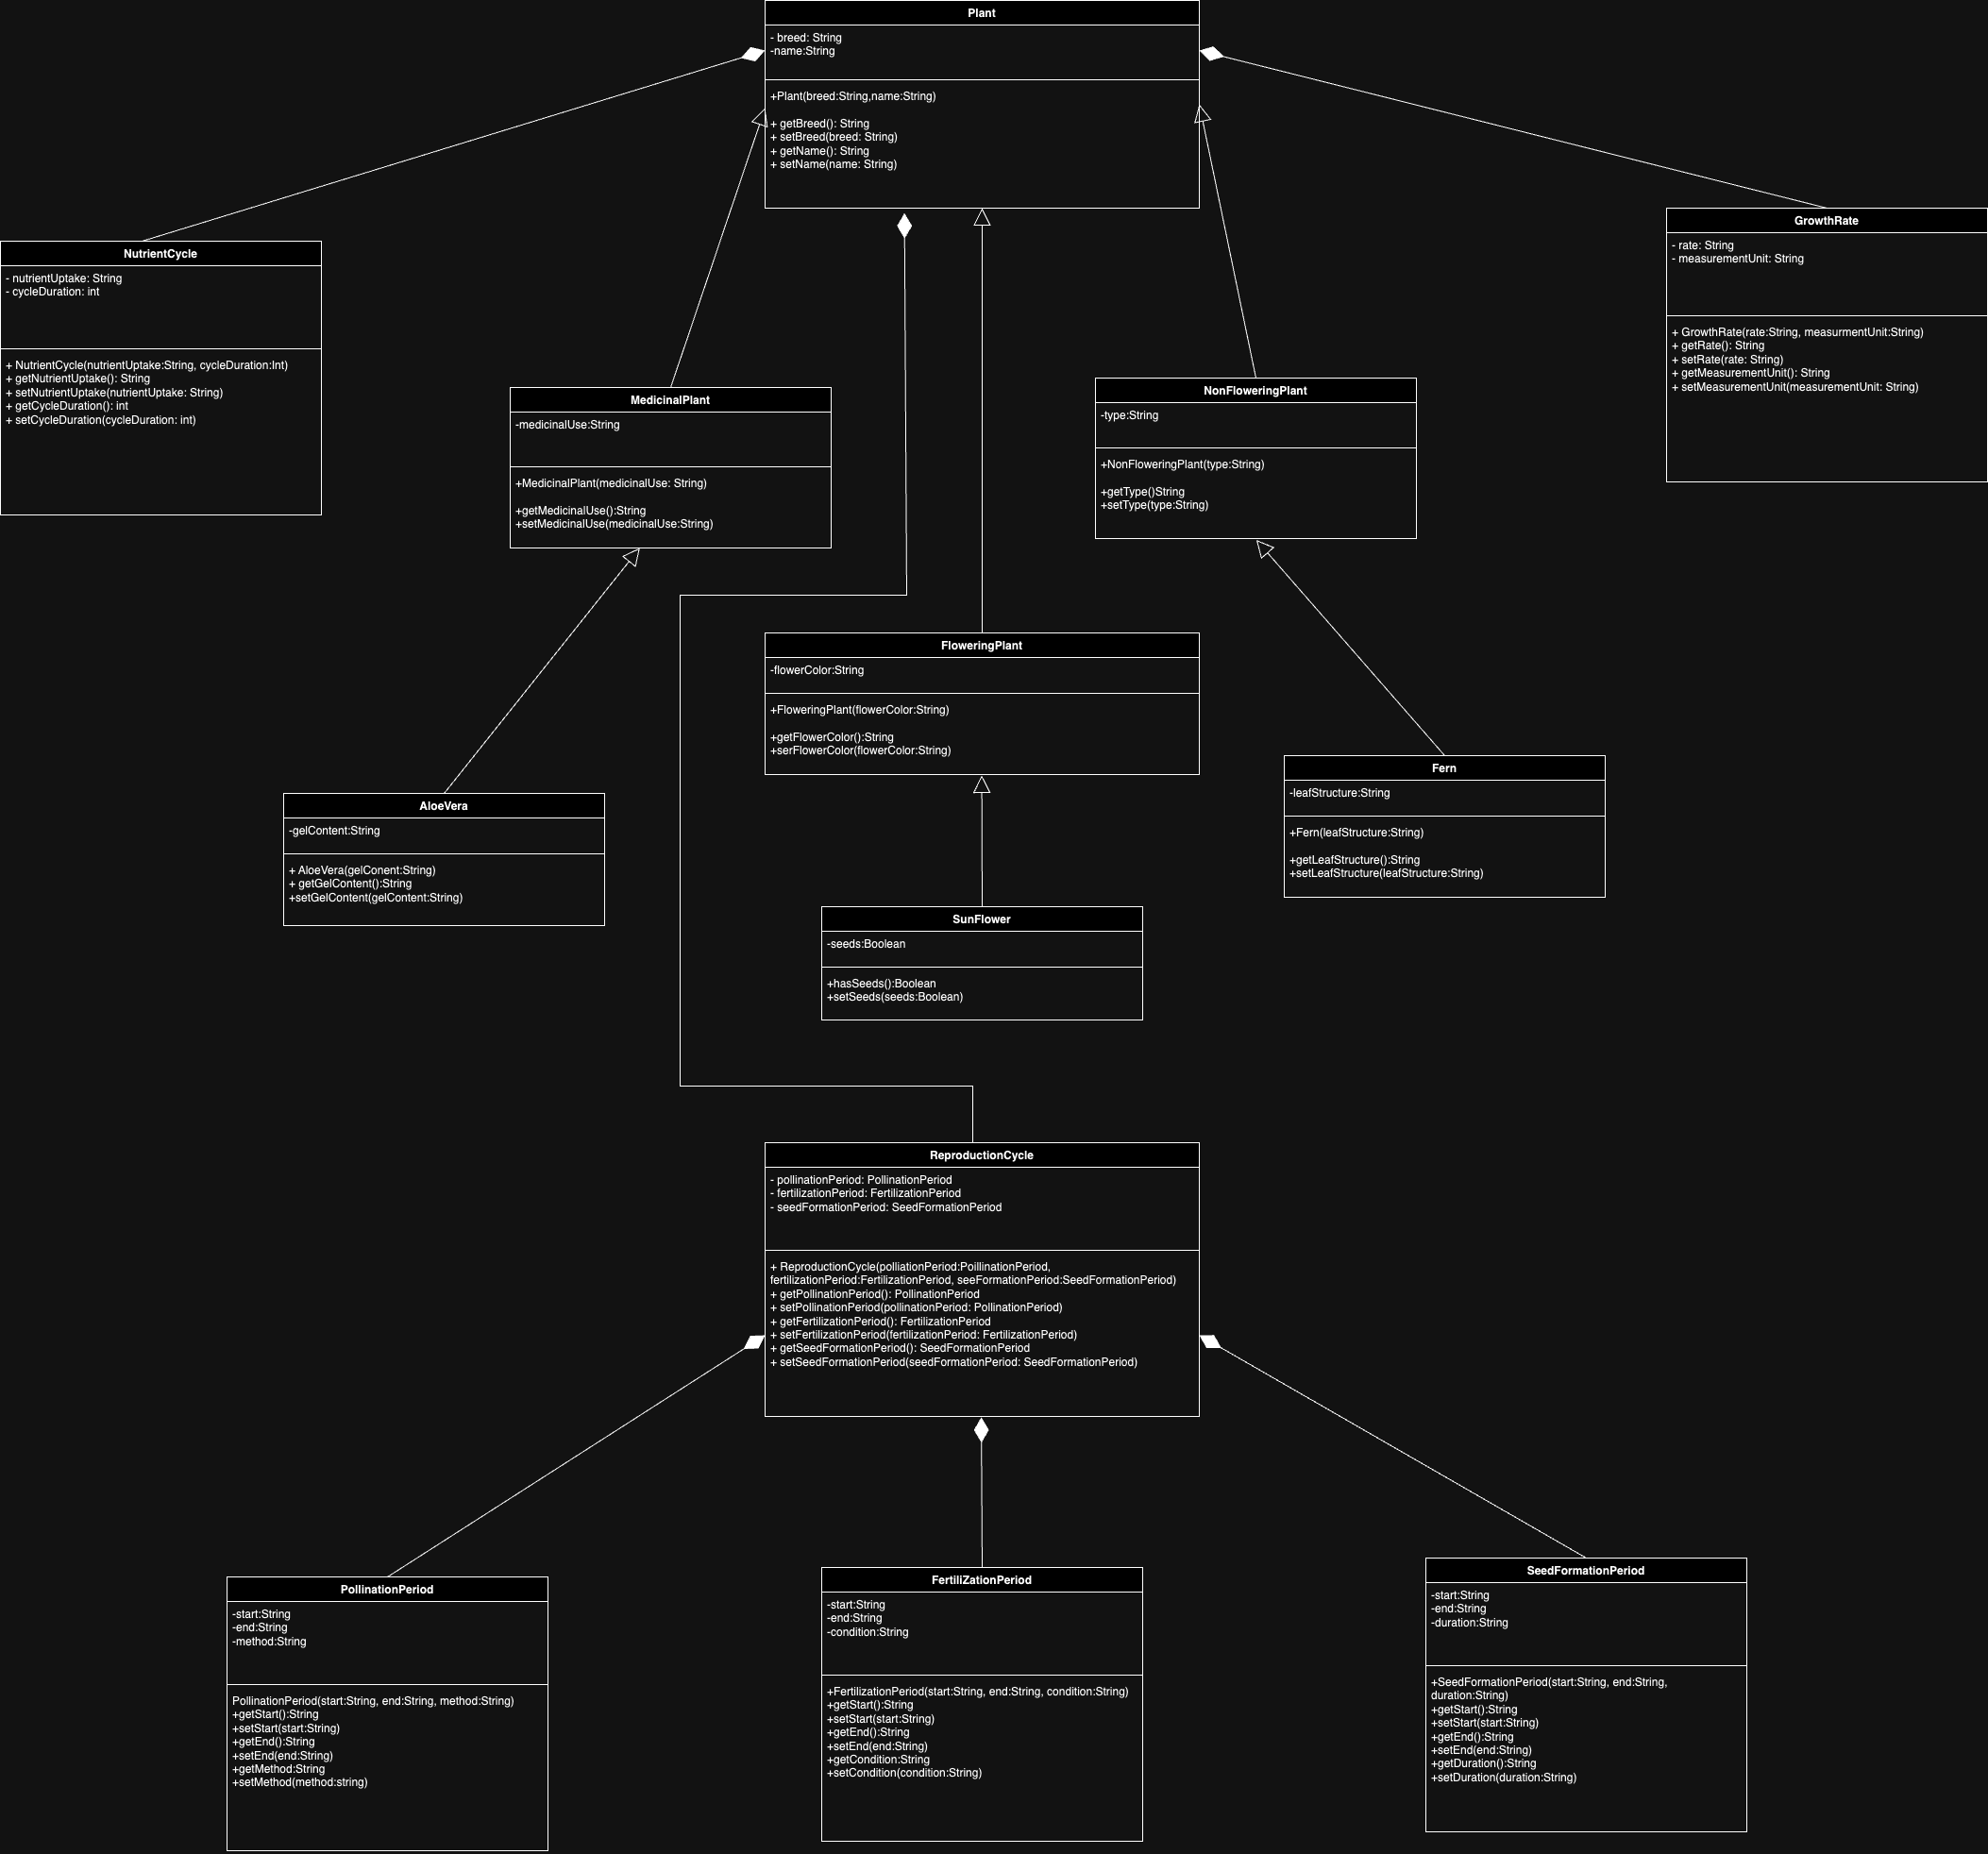 Plant
- breed: String
-name:String
+Plant(breed:String,name:String)
+ getBreed(): String
+ setBreed(breed: String)
+ getName(): String
+ setName(name: String)
NutrientCycle
- nutrientUptake: String
- cycleDuration: int
+ NutrientCycle(nutrientUptake:String, cycleDuration:Int)
+ getNutrientUptake(): String
+ setNutrientUptake(nutrientUptake: String)
+ getCycleDuration(): int
+ setCycleDuration(cycleDuration: int)
GrowthRate
- rate: String
- measurementUnit: String
+ GrowthRate(rate:String, measurmentUnit:String)
+ getRate(): String
+ setRate(rate: String)
+ getMeasurementUnit(): String
+ setMeasurementUnit(measurementUnit: String)
MedicinalPlant
-medicinalUse:String
+MedicinalPlant(medicinalUse: String)
+getMedicinalUse():String
+setMedicinalUse(medicinalUse:String)
NonFloweringPlant
-type:String
+NonFloweringPlant(type:String)
+getType()String
+setType(type:String)
FloweringPlant
-flowerColor:String
+FloweringPlant(flowerColor:String)
+getFlowerColor():String
+serFlowerColor(flowerColor:String)
AloeVera
-gelContent:String
+ AloeVera(gelConent:String)
+ getGelContent():String
+setGelContent(gelContent:String)
Fern
-leafStructure:String
+Fern(leafStructure:String)
+getLeafStructure():String
+setLeafStructure(leafStructure:String)
SunFlower
-seeds:Boolean
+hasSeeds():Boolean
+setSeeds(seeds:Boolean)
ReproductionCycle
- pollinationPeriod: PollinationPeriod
- fertilizationPeriod: FertilizationPeriod
- seedFormationPeriod: SeedFormationPeriod
+ ReproductionCycle(polliationPeriod:PoillinationPeriod,
fertilizationPeriod:FertilizationPeriod, seeFormationPeriod:SeedFormationPeriod)
+ getPollinationPeriod(): PollinationPeriod
+ setPollinationPeriod(pollinationPeriod: PollinationPeriod)
+ getFertilizationPeriod(): FertilizationPeriod
+ setFertilizationPeriod(fertilizationPeriod: FertilizationPeriod)
+ getSeedFormationPeriod(): SeedFormationPeriod
+ setSeedFormationPeriod(seedFormationPeriod: SeedFormationPeriod)
PollinationPeriod
-start:String
-end:String
-method:String
PollinationPeriod(start:String, end:String, method:String)
+getStart():String
+setStart(start:String)
+getEnd():String
+setEnd(end:String)
+getMethod:String
+setMethod(method:string)
FertiliZationPeriod
-start:String
-end:String
-condition:String
+FertilizationPeriod(start:String, end:String, condition:String)
+getStart():String
+setStart(start:String)
+getEnd():String
+setEnd(end:String)
+getCondition:String
+setCondition(condition:String)
SeedFormationPeriod
-start:String
-end:String
-duration:String
+SeedFormationPeriod(start:String, end:String,
duration:String)
+getStart():String
+setStart(start:String)
+getEnd():String
+setEnd(end:String)
+getDuration():String
+setDuration(duration:String)